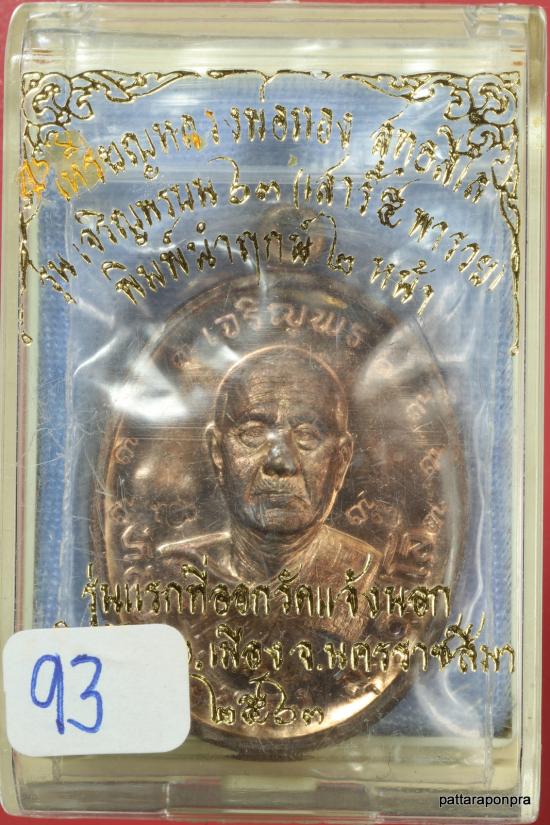 เหรียญหลวงพ่อทอง สุทธสีโล
รุ่น เจริญพรบน ๖๓ (เสาร์ ๕ พารวย)
พิมพ์นำฤกษ์ ๒ หน้า
เจริญพร
รุ่นแรกที่ออกวัดแจ้งนอก
อ.เมือง จ.นครราชสีมา
๒๕๖๓
93
pattaraponpra